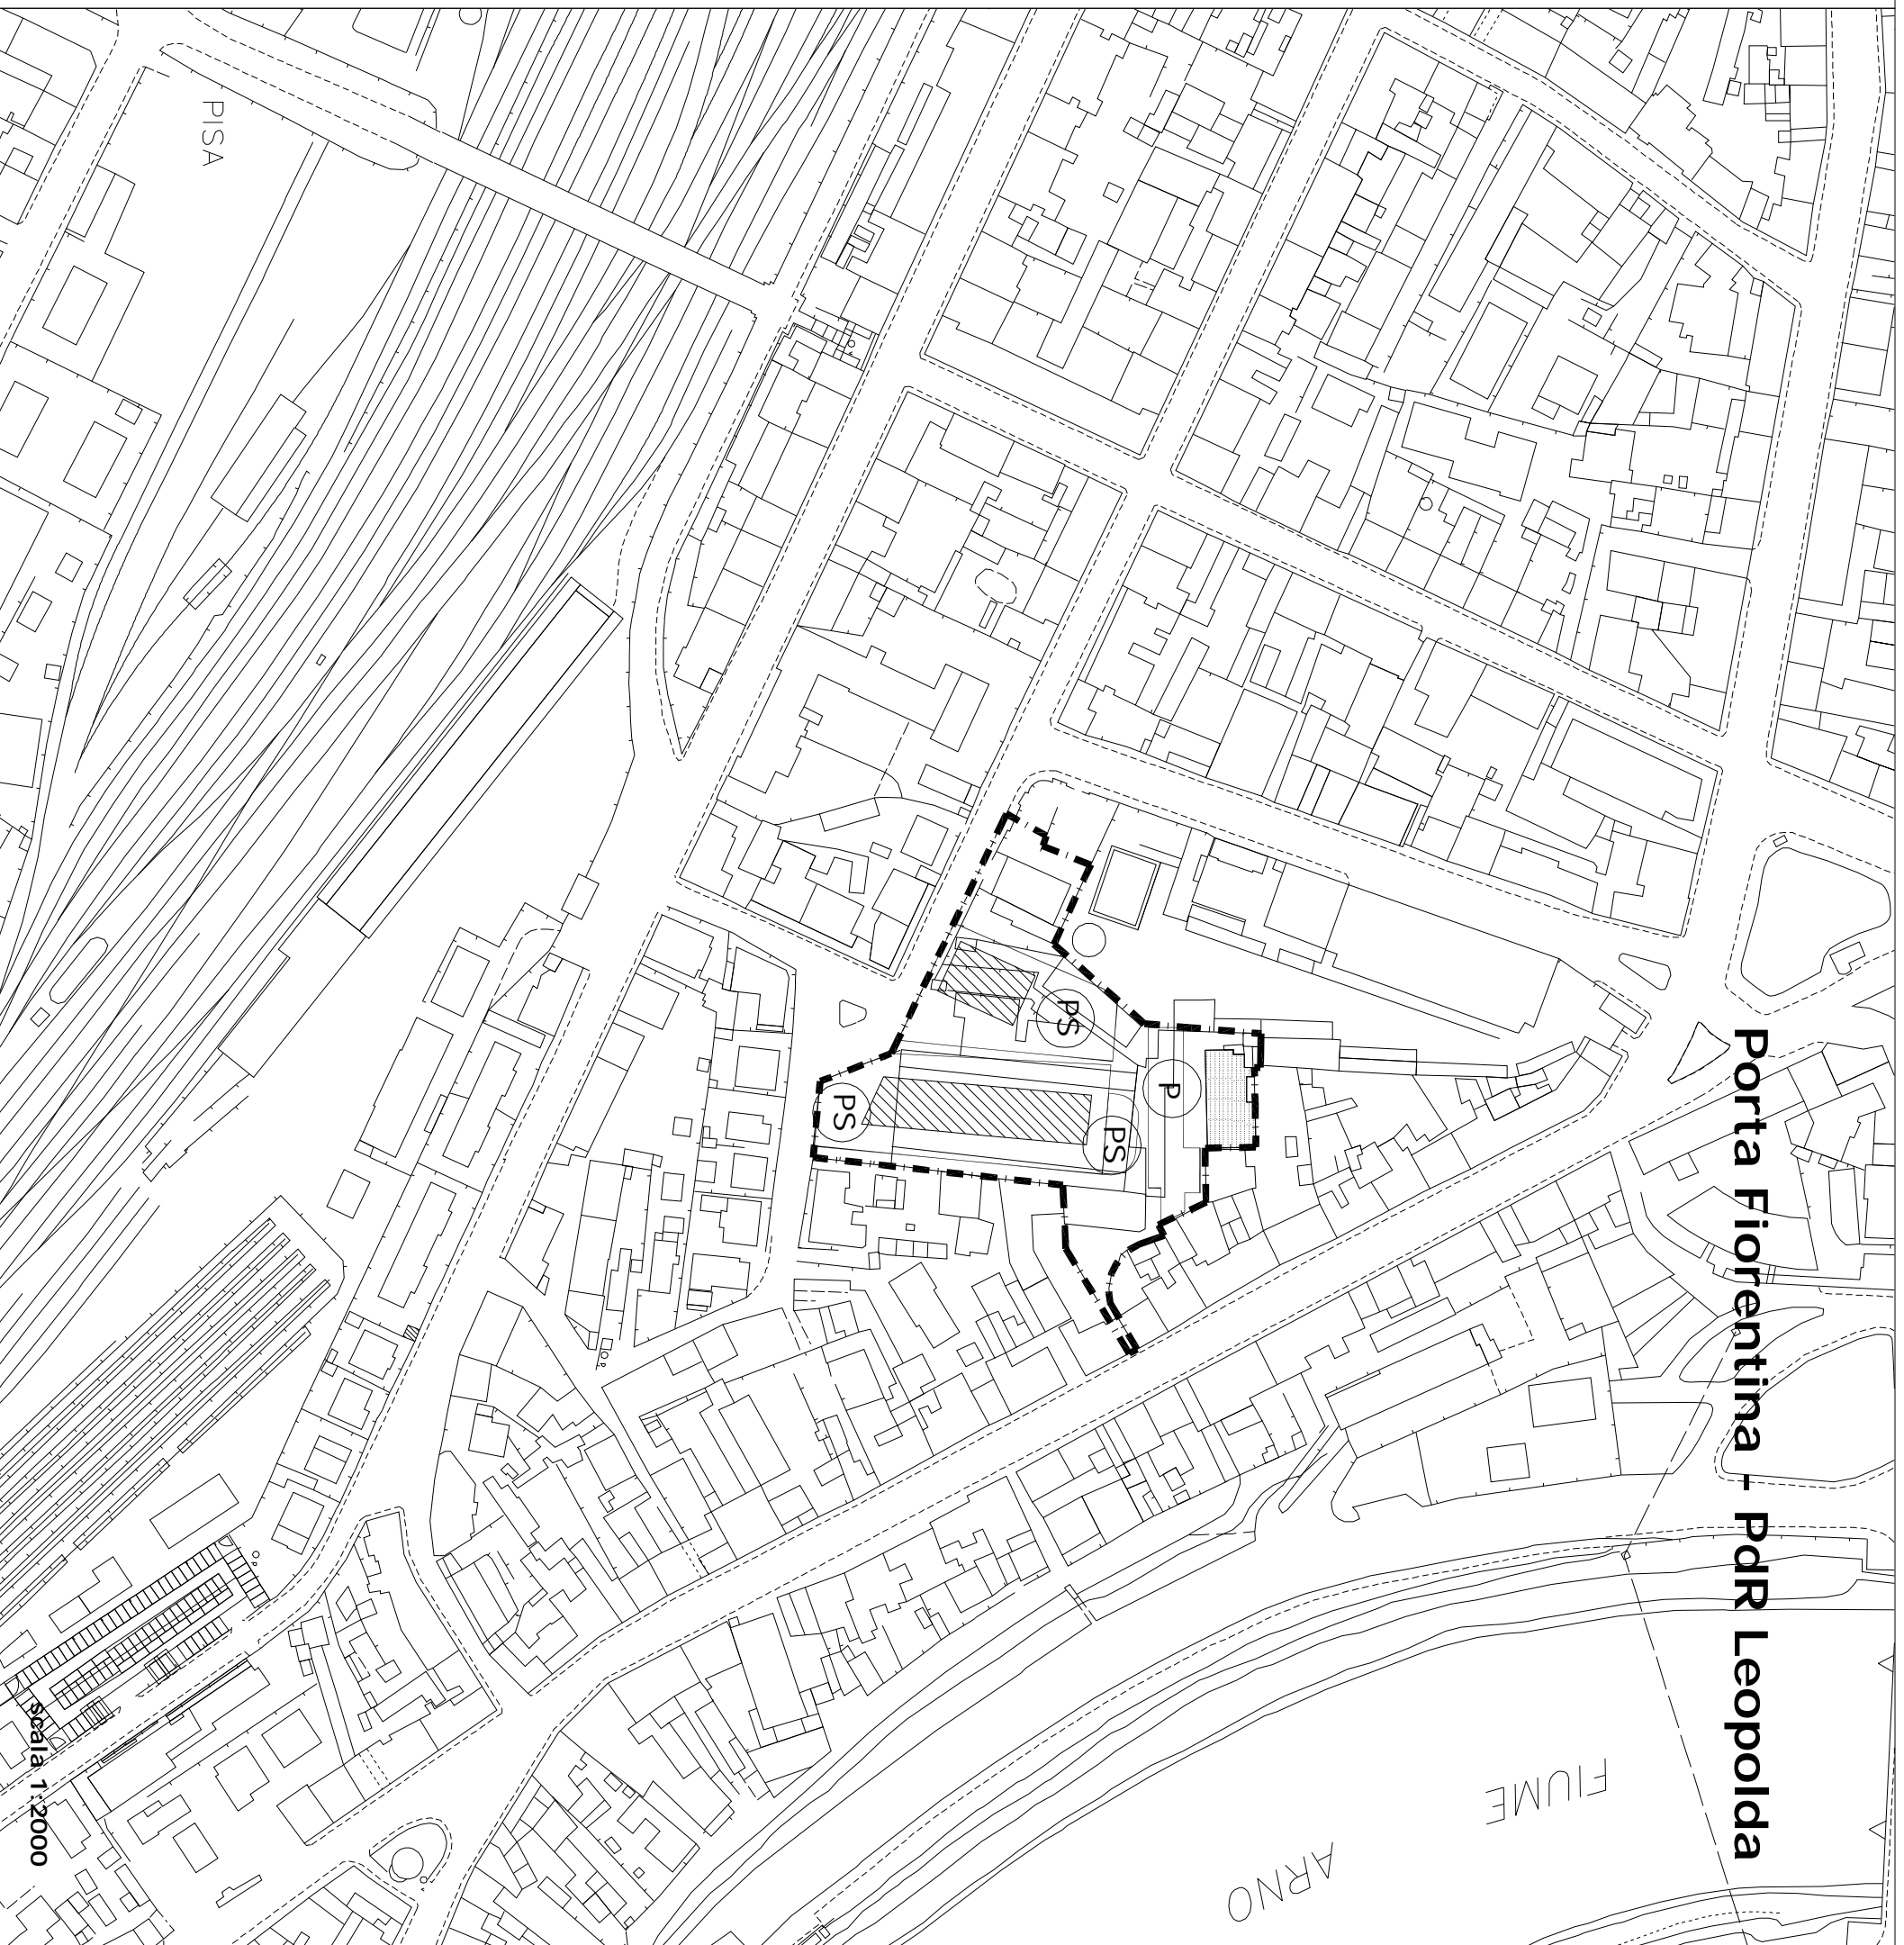 Porta Fiorentina - PdR Leopolda
PISA
PS
P
PS
PS
FIUME
ARNO
scala 1:2000